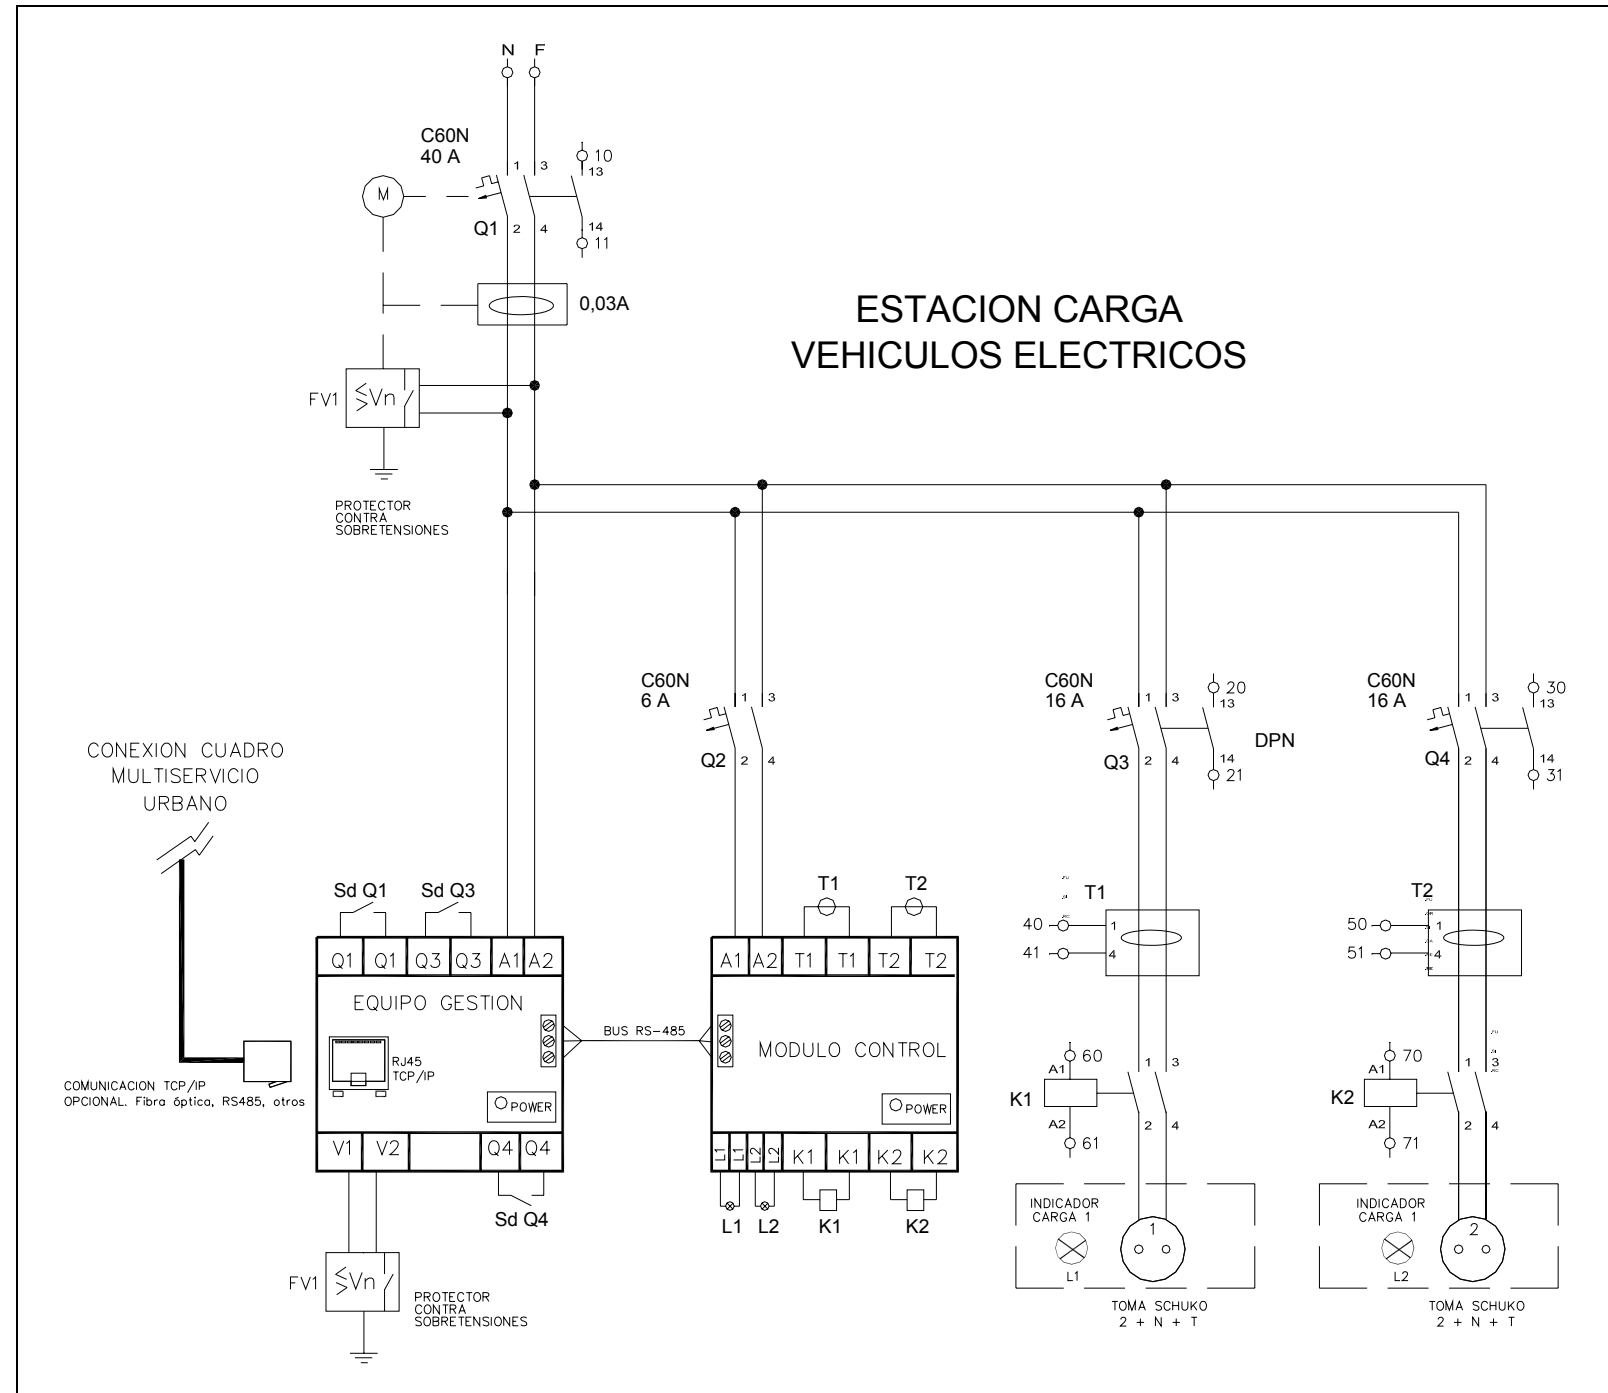 N F
C60N
40 A
1 3
10
13
M
Q1 2 4
14
11
0,03A
ESTACION CARGA
VEHICULOS ELECTRICOS
FV1 Vn
PROTECTOR
CONTRA
SOBRETENSIONES
C60N
6 A
1 3
Q2 2 4
C60N
16 A
1 3
20
13
Q3 2 4
14
21
DPN
C60N
16 A
1 3
30
13
Q4 2 4
14
31
CONEXION CUADRO
MULTISERVICIO
URBANO
COMUNICACION TCP/IP
OPCIONAL. Fibra óptica, RS485, otros
Sd Q1 Sd Q3
Q1 Q1 Q3 Q3 A1 A2
EQUIPO GESTION
RJ45
TCP/IP
POWER
V1 V2 Q4 Q4
Sd Q4
FV1 Vn
PROTECTOR
CONTRA
SOBRETENSIONES
BUS RS-485
T1 T2
A1 A2 T1 T1 T2 T2
MODULO CONTROL
POWER
L1 L1 L2 L2 K1 K1 K2 K2
L1 L2 K1 K2
T1
40 1
41 4
T2
50 1
51 4
60
A1
K1
A2
61
1 3
2 4
70
A1
K2
A2
71
1 3
2 4
INDICADOR
CARGA 1
L1
1
TOMA SCHUKO
2 + N + T
INDICADOR
CARGA 1
L2
2
TOMA SCHUKO
2 + N + T